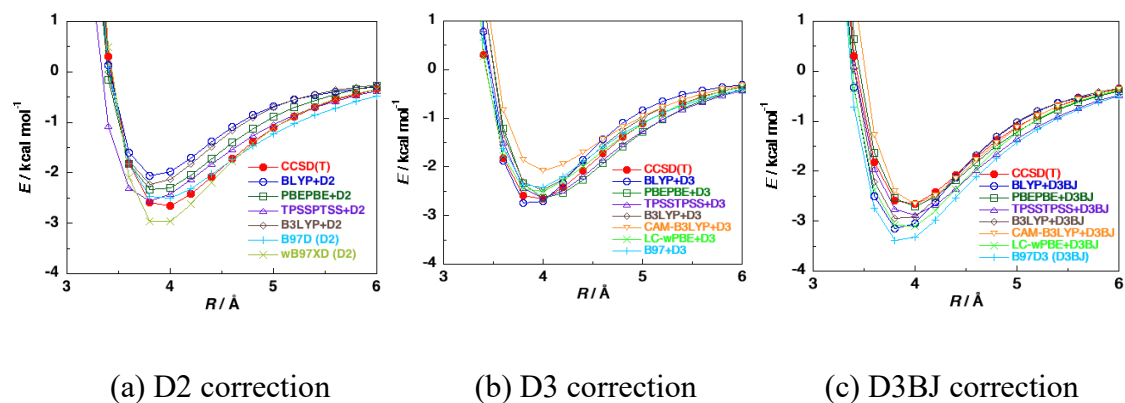 1
0
-1
-2
-3
-4
E / kcal mol-1
CCSD(T)
BLYP+D2
PBEPBE+D2
TPSSPTSS+D2
B3LYP+D2
B97D (D2)
wB97XD (D2)
3 4 5 6
R / Å
(a) D2 correction
1
0
-1
-2
-3
-4
E / kcal mol-1
CCSD(T)
BLYP+D3
PBEPBE+D3
TPSSTPSS+D3
B3LYP+D3
CAM-B3LYP+D3
LC-wPBE+D3
B97+D3
3 4 5 6
R / Å
(b) D3 correction
1
0
-1
-2
-3
-4
E / kcal mol-1
CCSD(T)
BLYP+D3BJ
PBEPBE+D3BJ
TPSSTPSS+D3BJ
B3LYP+D3BJ
CAM-B3LYP+D3BJ
LC-wPBE+D3BJ
B97D3 (D3BJ)
3 4 5 6
R / Å
(c) D3BJ correction